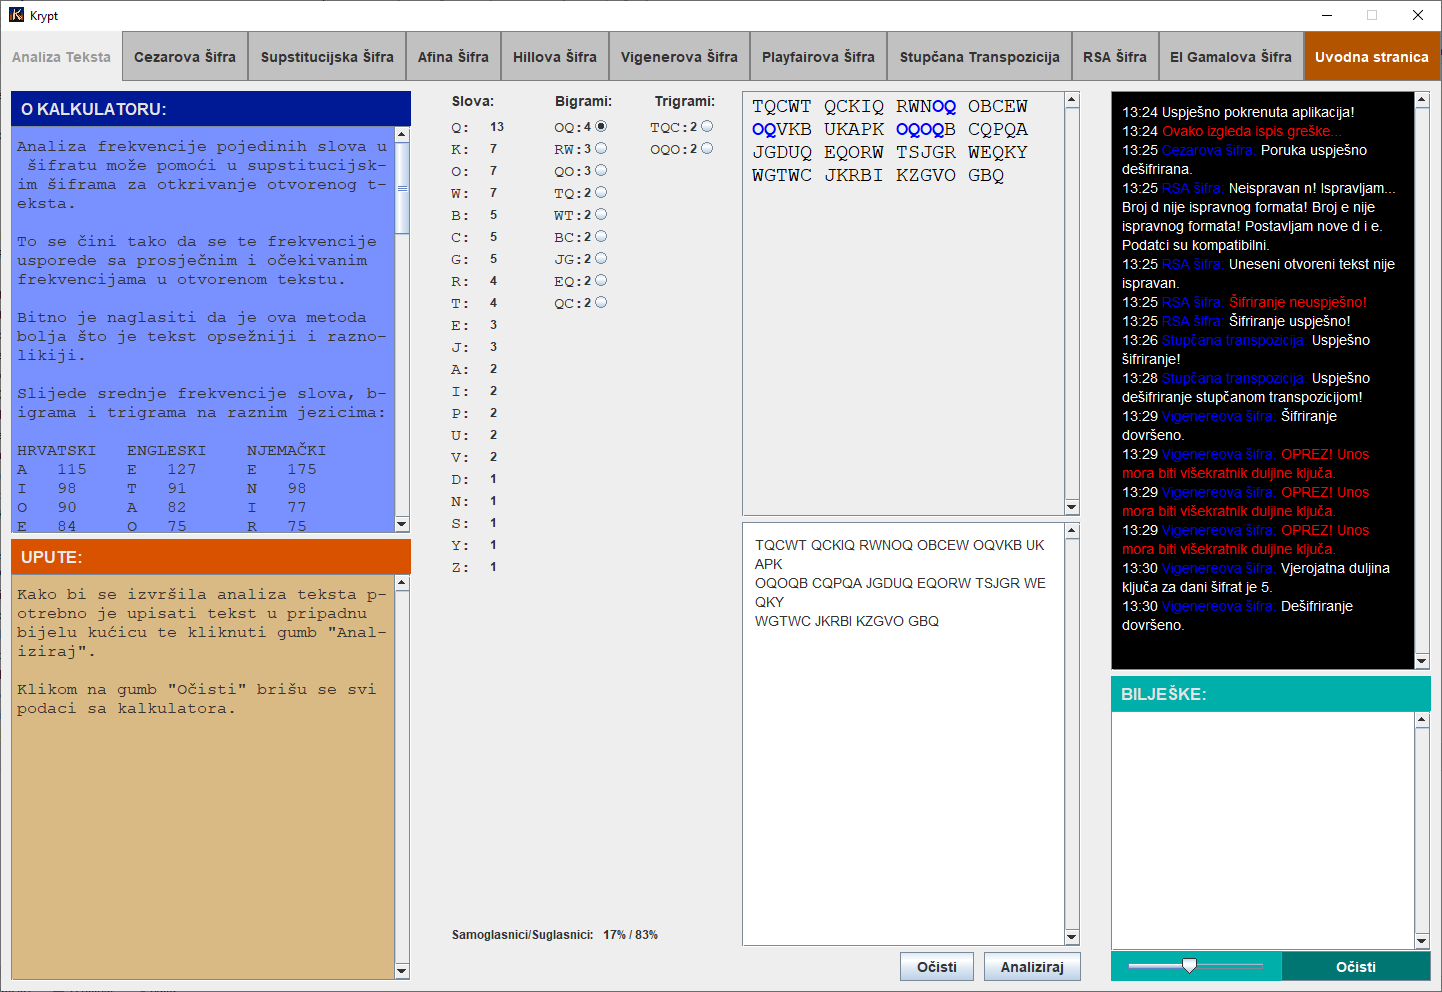 Krypt
Analiza Teksta
Cezarova Šifra
Supstitucijska Šifra
Afina Šifra
Hillova Šifra
Vigenerova Šifra
Playfairova Šifra
Stupčana Transpozicija
RSA Šifra
El Gamalova Šifra
Uvodna stranica
O KALKULATORU:
Analiza frekvencije pojedinih slova u
šifratu može pomoći u supstitucijsk-
im šiframa za otkrivanje otvorenog t-
eksta.
To se čini tako da se te frekvencije
usporede sa prosječnim i očekivanim
frekvencijama u otvorenom tekstu.
Bitno je naglasiti da je ova metoda
bolja što je tekst opsežniji i razno-
likiji.
Slijede srednje frekvencije slova, b-
igrama i trigrama na raznim jezicima:
HRVATSKI ENGLESKI NJEMAČKI
A 115 E 127 E 175
I 98 T 91 N 98
O 90 A 82 I 77
E 84 O 75 R 75
UPUTE:
Kako bi se izvršila analiza teksta p-
otrebno je upisati tekst u pripadnu
bijelu kućicu te kliknuti gumb "Anal-
iziraj".
Klikom na gumb "Očisti" brišu se svi
podaci sa kalkulatora.
Slova:
Q: 13
K: 7
O: 7
W: 7
B: 5
C: 5
G: 5
R: 4
T: 4
E: 3
J: 3
A: 2
I: 2
P: 2
U: 2
V: 2
D: 1
N: 1
S: 1
Y: 1
Z: 1
Bigrami:
OQ:4
RW:3
QO:3
TQ:2
WT:2
BC:2
JG:2
EQ:2
QC:2
Trigrami:
TQC:2
OQO:2
Samoglasnici/Suglasnici: 17% / 83%
TQCWT QCKIQ RWNOQ OBCEW
OQVKB UKAPK OQOQB CQPQA
JGDUQ EQORW TSJGR WEQKY
WGTWC JKRBI KZGVO GBQ
TQCWT QCKIQ RWNOQ OBCEW OQVKB UK
APK
OQOQB CQPQA JGDUQ EQORW TSJGR WE
QKY
WGTWC JKRBI KZGVO GBQ
Očisti
Analiziraj
13:24 Uspješno pokrenuta aplikacija!
13:24 Ovako izgleda ispis greške...
13:25 Cezarova šifra: Poruka uspješno
dešifrirana.
13:25 RSA šifra: Neispravan n! Ispravljam...
Broj d nije ispravnog formata! Broj e nije
ispravnog formata! Postavljam nove d i e.
Podatci su kompatibilni.
13:25 RSA šifra: Uneseni otvoreni tekst nije
ispravan.
13:25 RSA šifra: Šifriranje neuspješno!
13:25 RSA šifra: Šifriranje uspješno!
13:26 Stupčana transpozicija: Uspješno
šifriranje!
13:28 Stupčana transpozicija: Uspješno
dešifriranje stupčanom transpozicijom!
13:29 Vigenereova šifra: Šifriranje
dovršeno.
13:29 Vigenereova šifra: OPREZ! Unos
mora biti višekratnik duljine ključa.
13:29 Vigenereova šifra: OPREZ! Unos
mora biti višekratnik duljine ključa.
13:29 Vigenereova šifra: OPREZ! Unos
mora biti višekratnik duljine ključa.
13:30 Vigenereova šifra: Vjerojatna duljina
ključa za dani šifrat je 5.
13:30 Vigenereova šifra: Dešifriranje
dovršeno.
BILJEŠKE:
Očisti